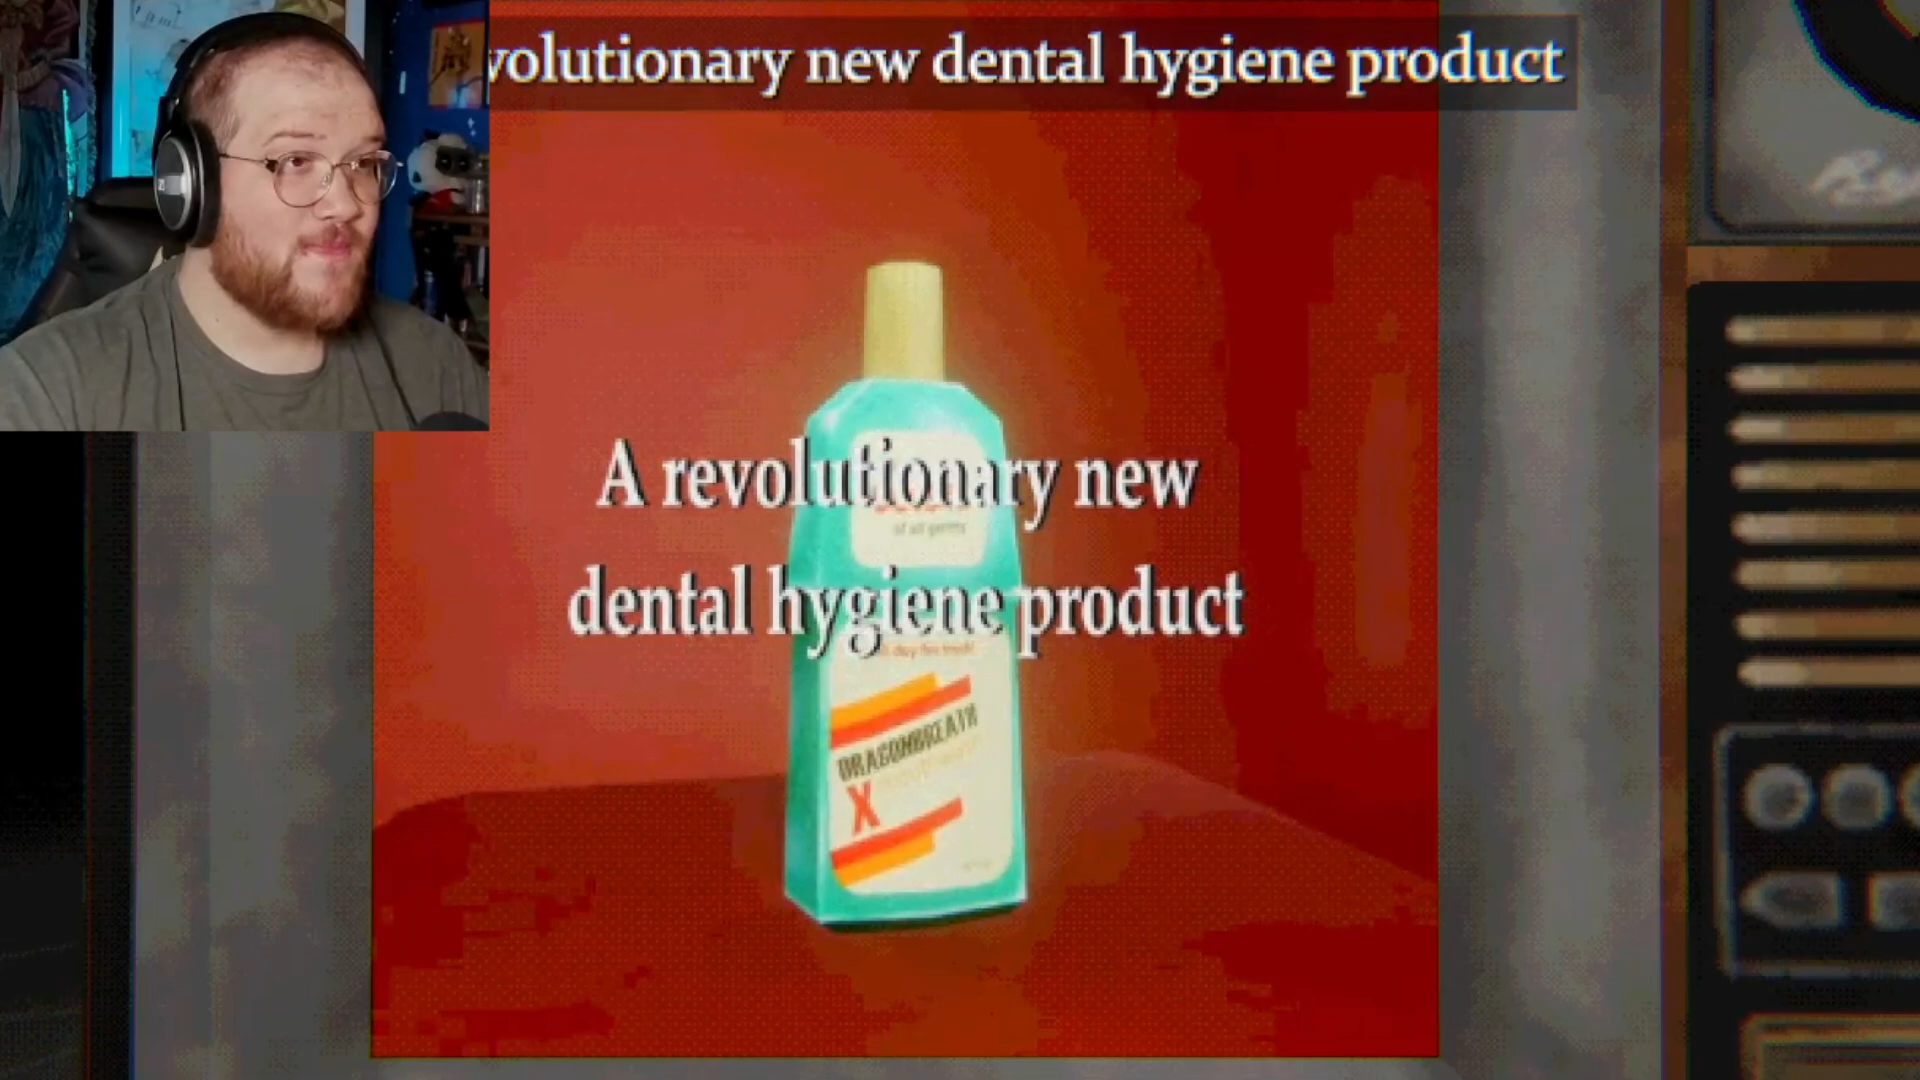 volutionary new dental hygiene product
A revolutionary new
of all germs
dental hygiene product
DRAGONBREATH
X